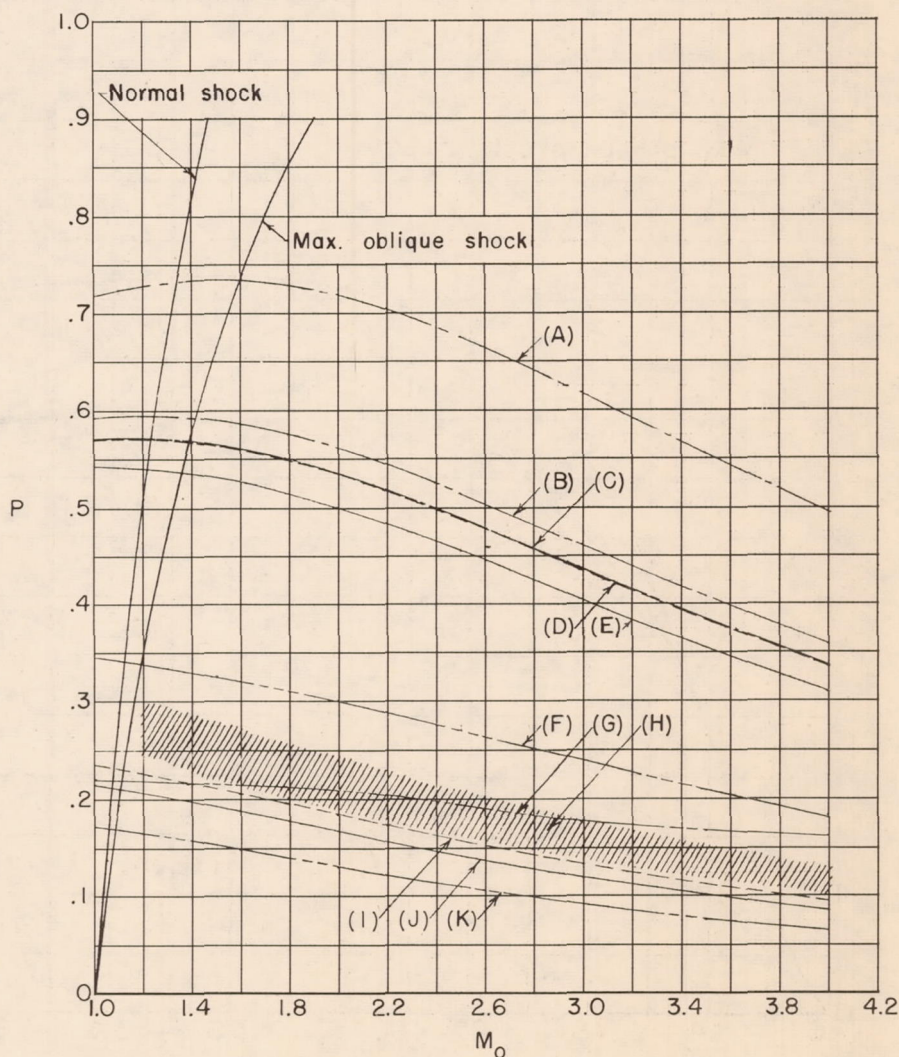 1.0
Normal shock
.9
.8
Max. oblique shock
.7
(A)
.6
(B) (C)
P
.5
.4
(D) (E)
.3
(F) (G) (H)
.2
.1
(I) (J) (K)
0
1.0 1.4 1.8 2.2 2.6 3.0 3.4 3.8 4.2
M₀